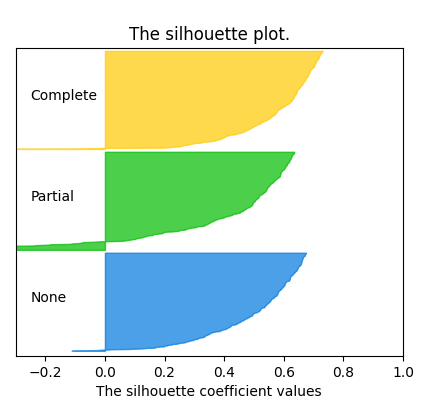 The silhouette plot.
Complete
Partial
None
−0.2 0.0 0.2 0.4 0.6 0.8 1.0
The silhouette coefficient values